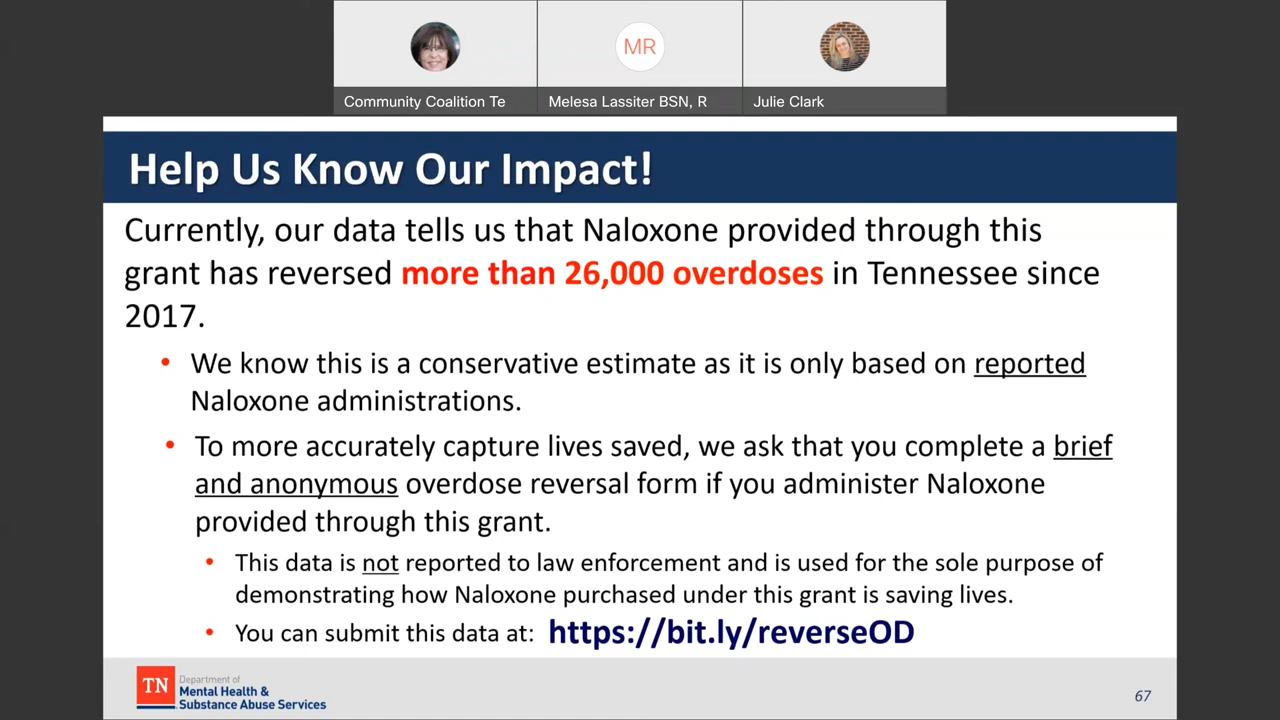 MR
Community Coalition Te
Melesa Lassiter BSN, R
Julie Clark
Help Us Know Our Impact!
Currently, our data tells us that Naloxone provided through this
grant has reversed more than 26,000 overdoses in Tennessee since
2017.
• We know this is a conservative estimate as it is only based on reported
Naloxone administrations.
• To more accurately capture lives saved, we ask that you complete a brief
and anonymous overdose reversal form if you administer Naloxone
provided through this grant.
• This data is not reported to law enforcement and is used for the sole purpose of
demonstrating how Naloxone purchased under this grant is saving lives.
• You can submit this data at: https://bit.ly/reverseOD
TN
Department of
Mental Health &
Substance Abuse Services
67